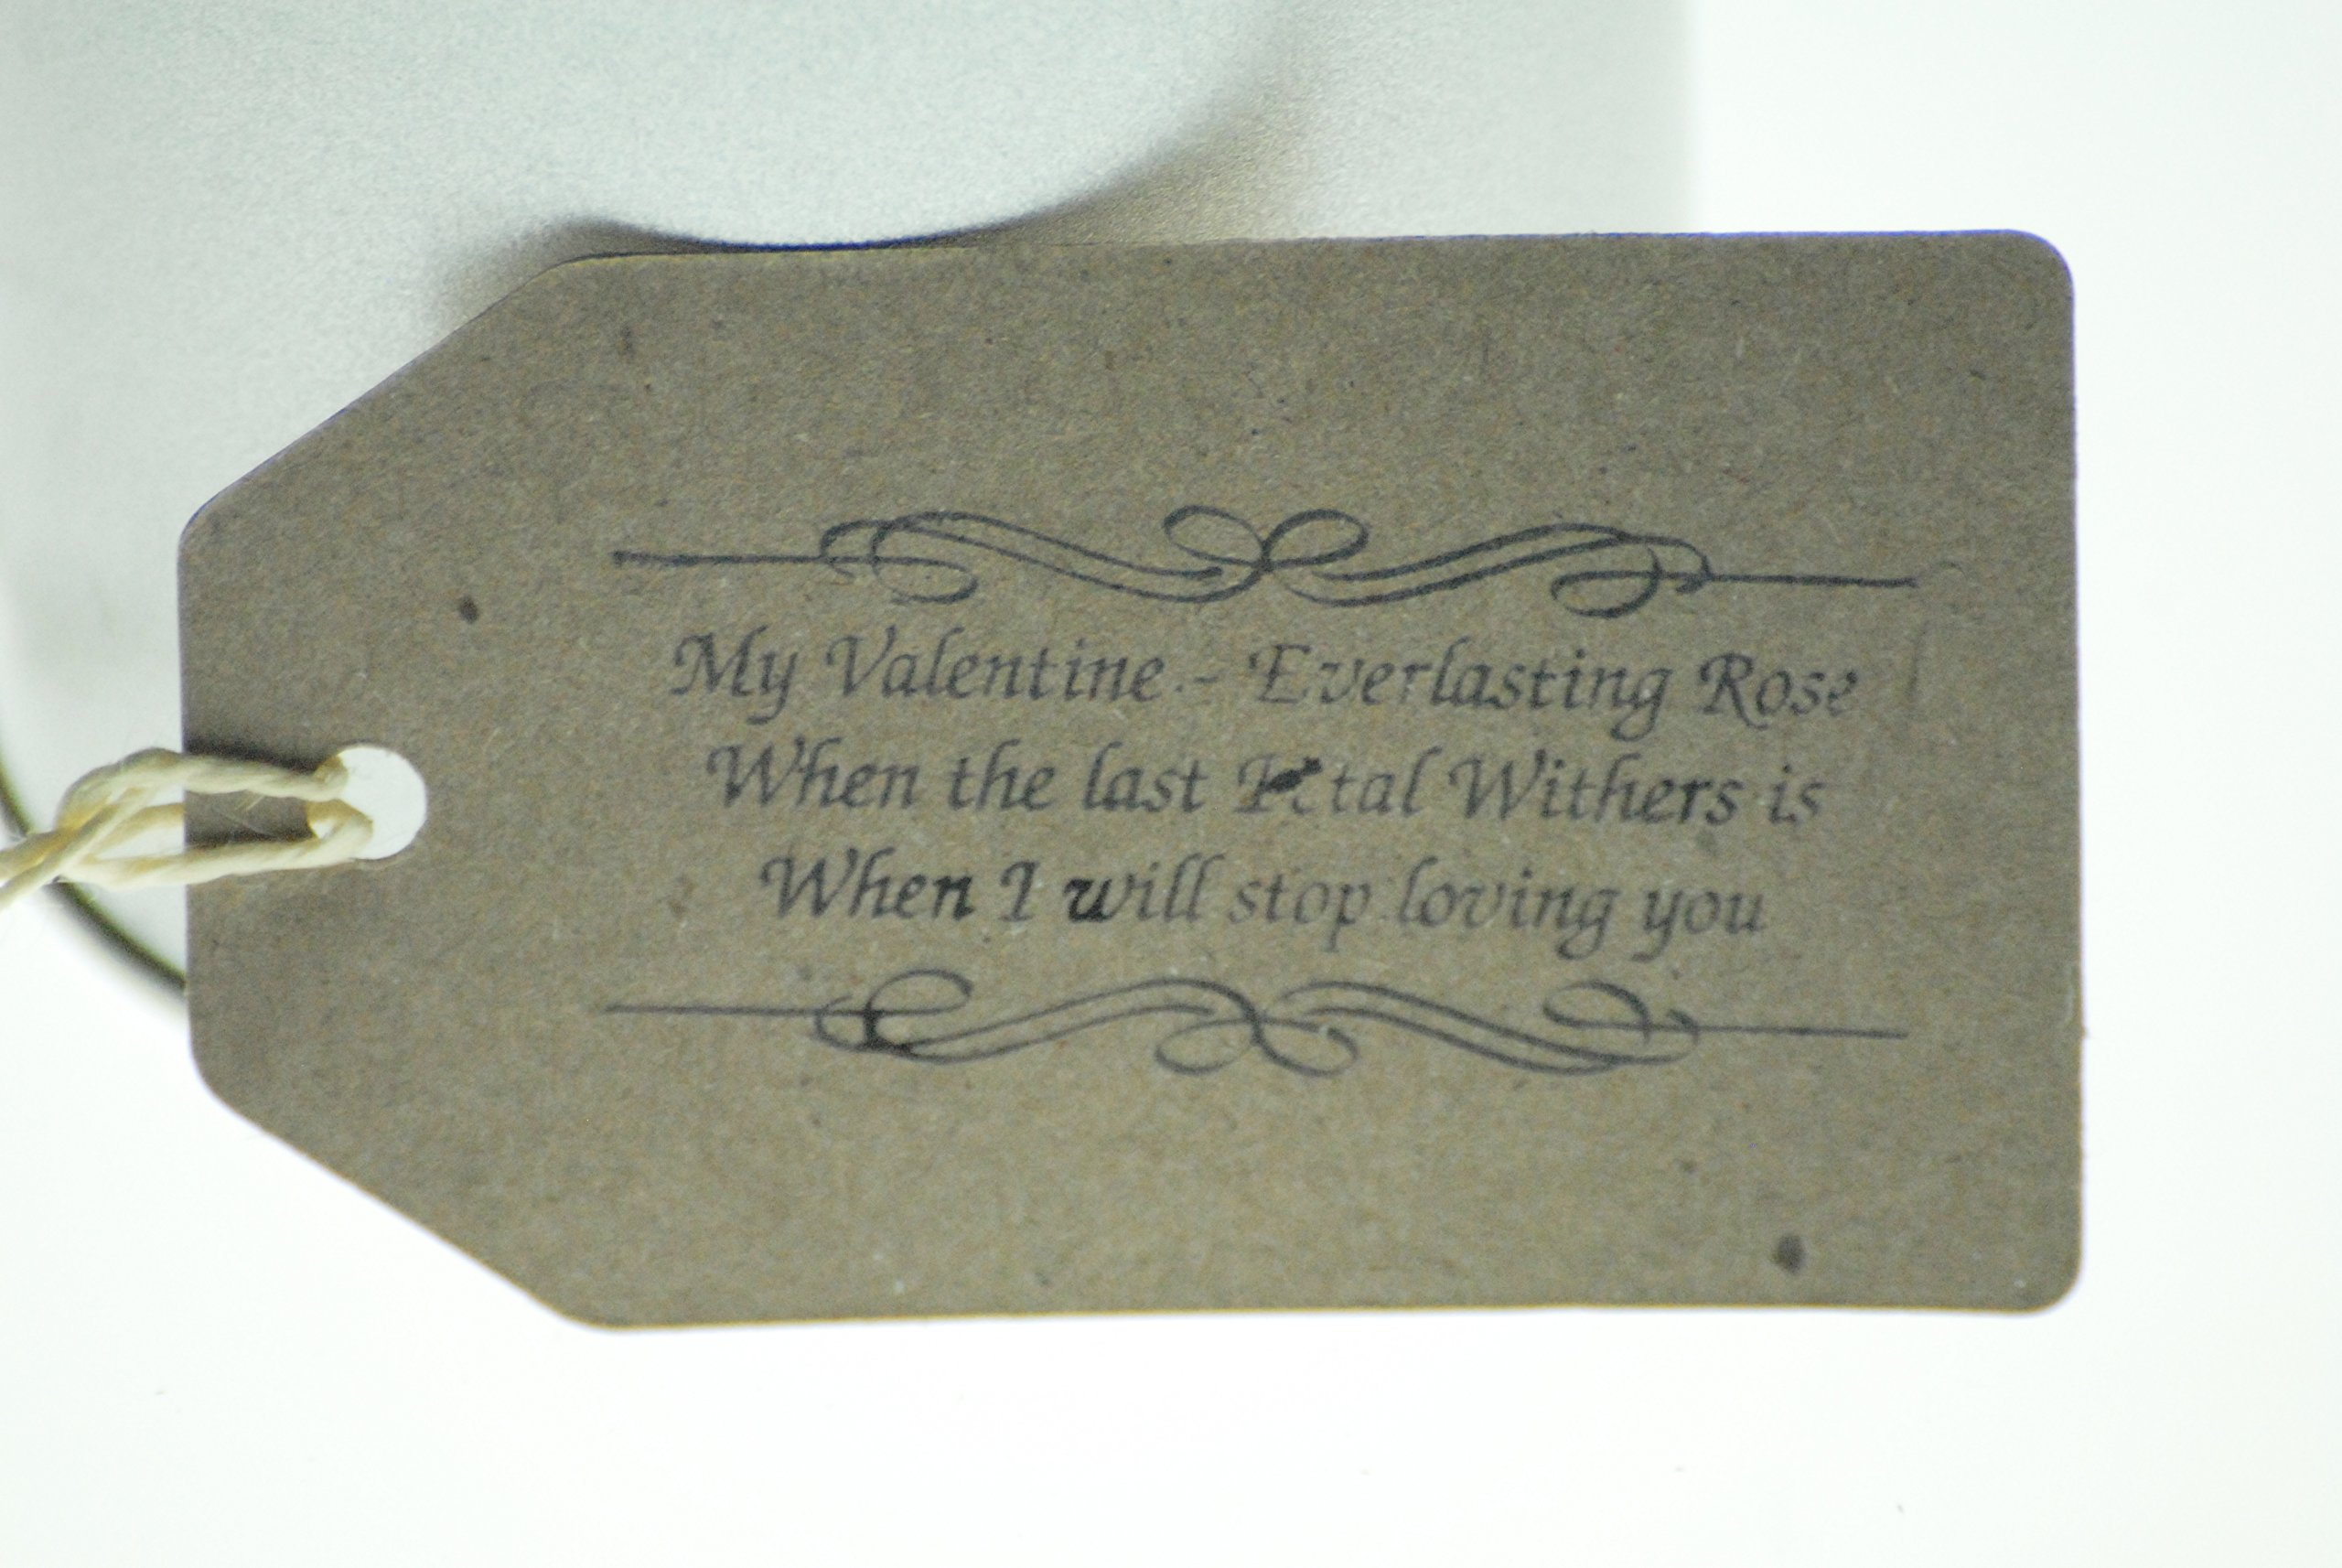 My Valentine - Everlasting Rose
When the last Petal Withers is
When I will stop loving you